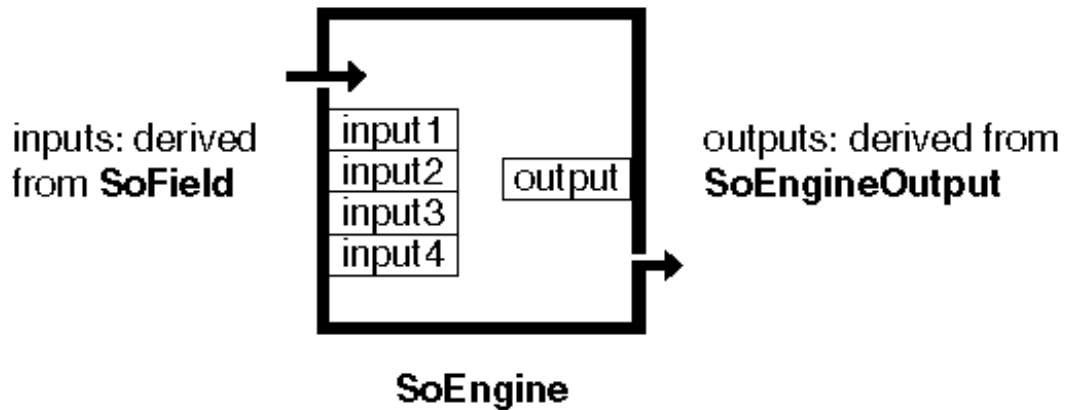 inputs: derived
from SoField
input1
input2
input3
input4
output
outputs: derived from
SoEngineOutput
SoEngine